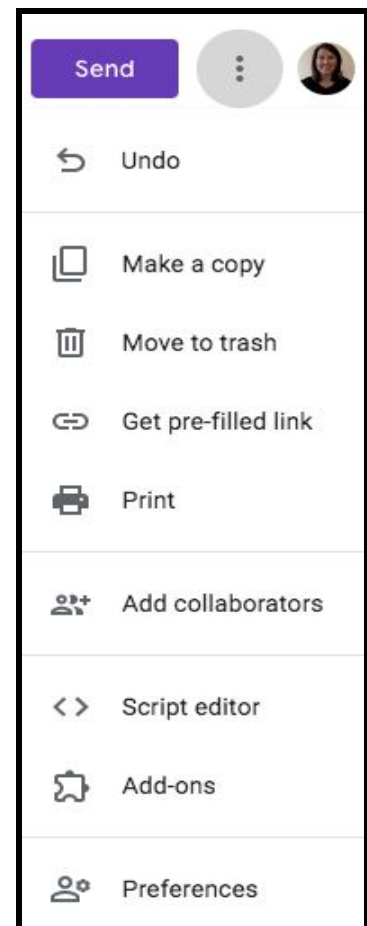 Send
Undo
Make a copy
Move to trash
Get pre-filled link
Print
Add collaborators
Script editor
Add-ons
Preferences